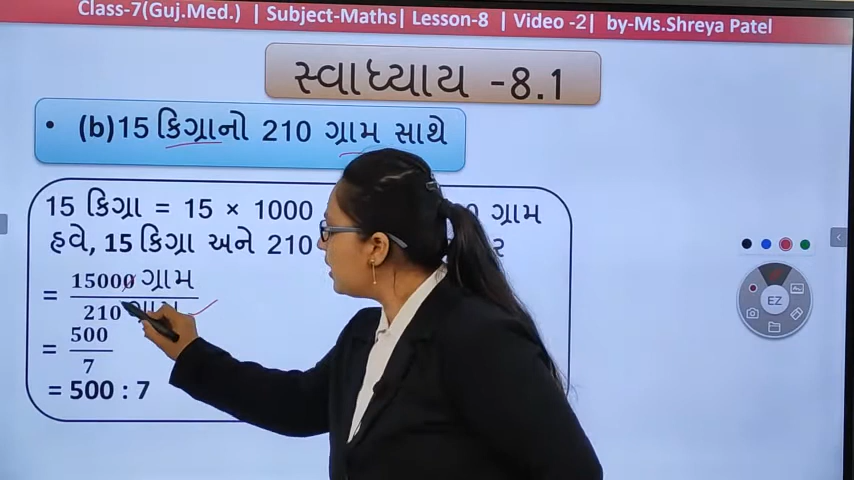 Class-7(Guj.Med.) | Subject-Maths| Lesson-8 | Video -2| by-Ms.Shreya Patel
સ્વાધ્યાય -8.1
• (b)15 કિગ્રાનો 210 ગ્રામ સાથે
15 કિગ્રા = 15 × 1000 ગ્રામ
હવે, 15 કિગ્રા અને 210
= 15000 ગ્રામ
210
= 500
7
= 500 : 7
EZ